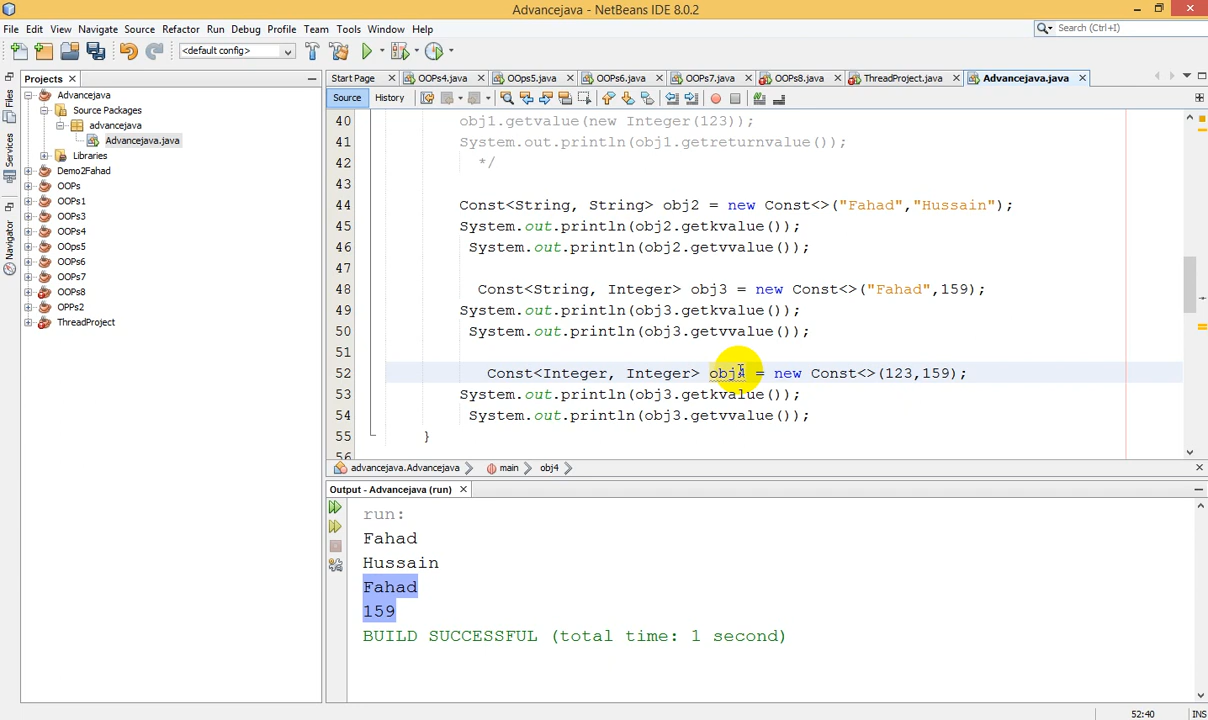 Advancejava - NetBeans IDE 8.0.2
File Edit View Navigate Source Refactor Run Debug Profile Team Tools Window Help
Search (Ctrl+I)
<default config>
Projects
Start Page OOPs4.java OOps5.java OOPs6.java OOPs7.java OOPs8.java ThreadProject.java Advancejava.java
Source History
Files
Services
Navigator
Advancejava
Source Packages
advancejava
Advancejava.java
Libraries
Demo2Fahad
OOPs
OOPs1
OOPs3
OOPs4
OOps5
OOPs6
OOPs7
OOPs8
OPPs2
ThreadProject
40 obj1.getvalue(new Integer(123));
41 System.out.println(obj1.getreturnvalue());
42 */
43
44 Const<String, String> obj2 = new Const<>("Fahad","Hussain");
45 System.out.println(obj2.getkvalue());
46 System.out.println(obj2.getvvalue());
47
48 Const<String, Integer> obj3 = new Const<>("Fahad",159);
49 System.out.println(obj3.getkvalue());
50 System.out.println(obj3.getvvalue());
51
52 Const<Integer, Integer> obj4 = new Const<>(123,159);
53 System.out.println(obj3.getkvalue());
54 System.out.println(obj3.getvvalue());
55 }
56
advancejava.Advancejava main obj4
Output - Advancejava (run)
run:
Fahad
Hussain
Fahad
159
BUILD SUCCESSFUL (total time: 1 second)
52:40 INS